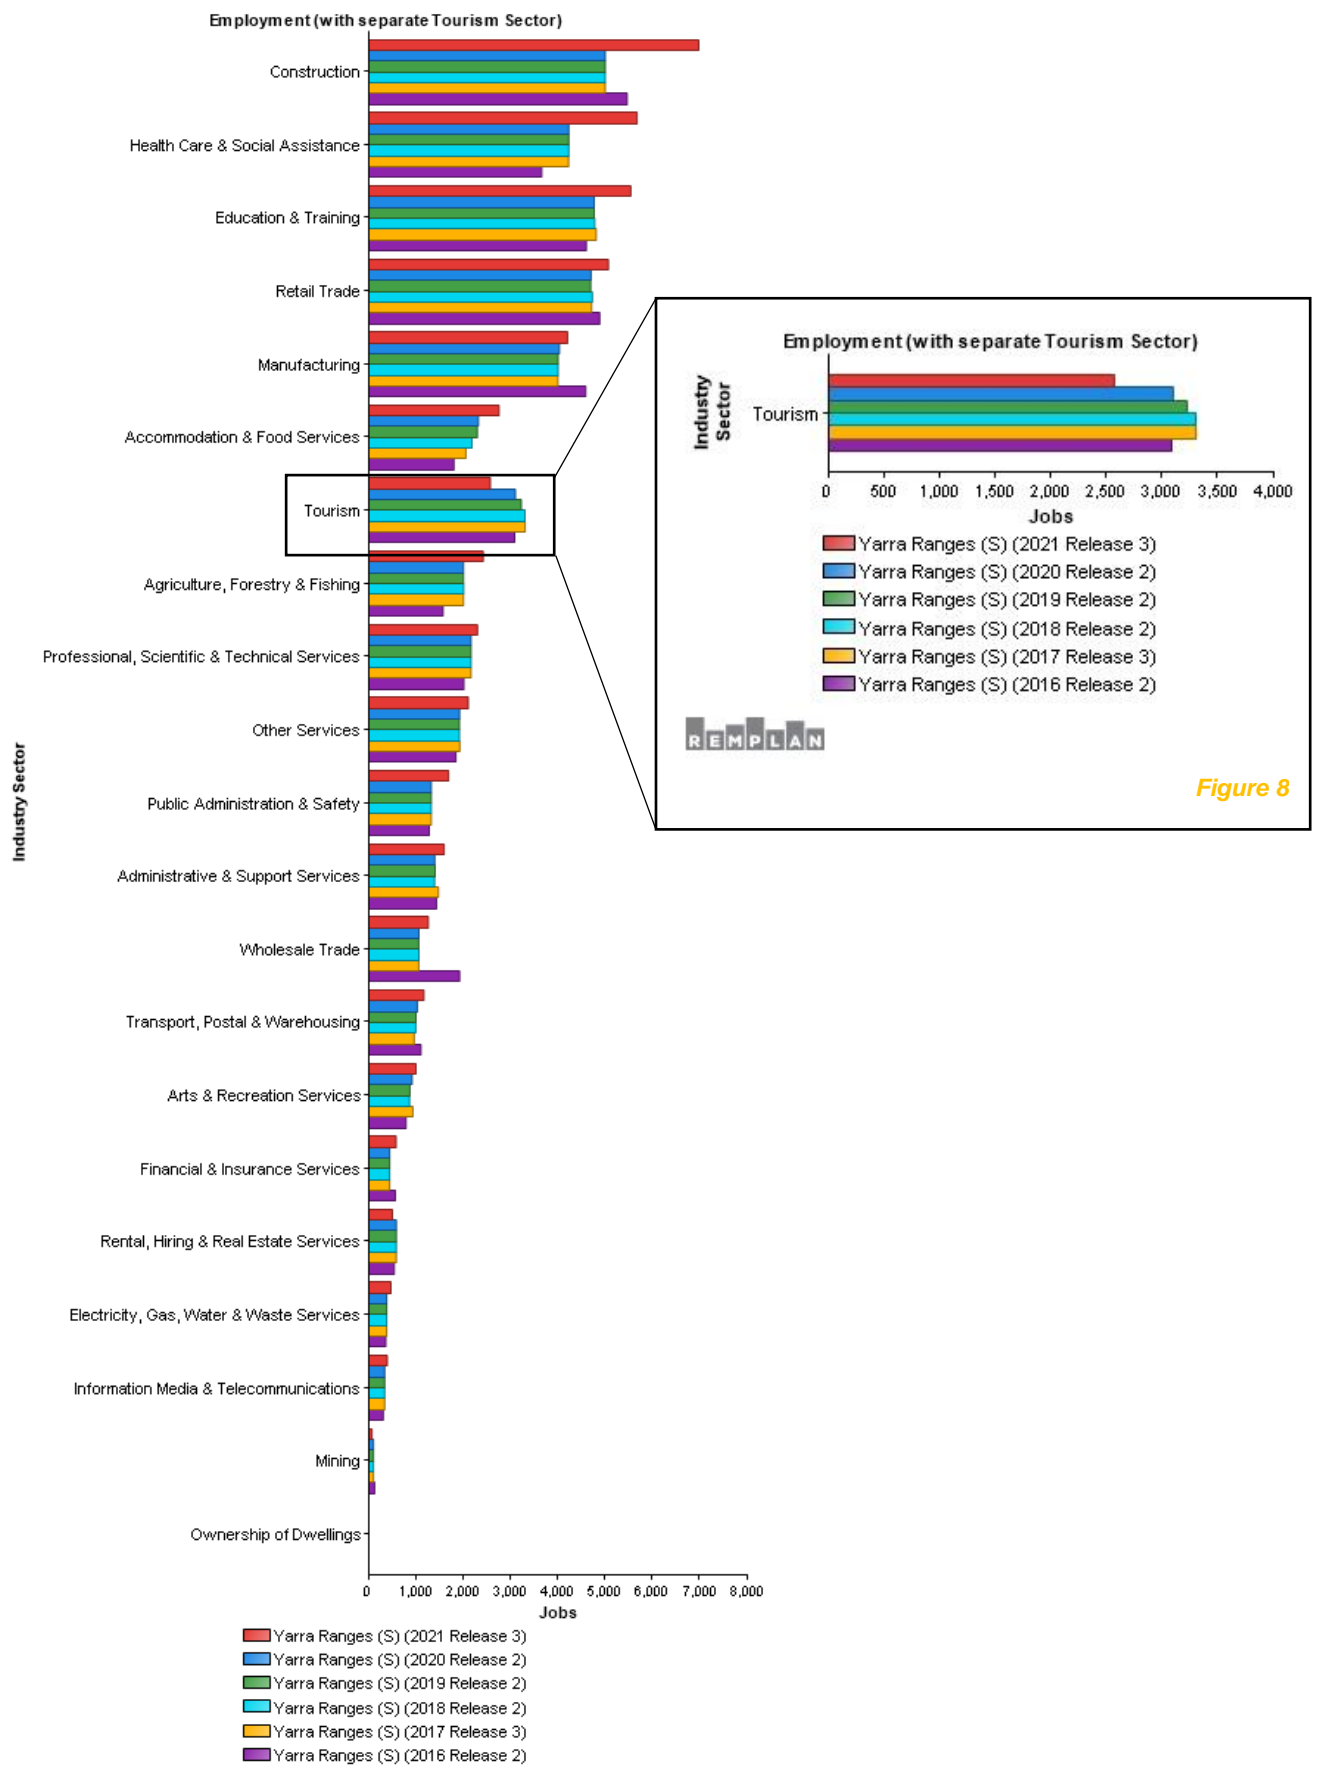 Employment (with separate Tourism Sector)
Industry Sector
Construction
Health Care & Social Assistance
Education & Training
Retail Trade
Manufacturing
Accommodation & Food Services
Tourism
Agriculture, Forestry & Fishing
Professional, Scientific & Technical Services
Other Services
Public Administration & Safety
Administrative & Support Services
Wholesale Trade
Transport, Postal & Warehousing
Arts & Recreation Services
Financial & Insurance Services
Rental, Hiring & Real Estate Services
Electricity, Gas, Water & Waste Services
Information Media & Telecommunications
Mining
Ownership of Dwellings
0 1,000 2,000 3,000 4,000 5,000 6,000 7,000 8,000
Jobs
Yarra Ranges (S) (2021 Release 3)
Yarra Ranges (S) (2020 Release 2)
Yarra Ranges (S) (2019 Release 2)
Yarra Ranges (S) (2018 Release 2)
Yarra Ranges (S) (2017 Release 3)
Yarra Ranges (S) (2016 Release 2)
Employment (with separate Tourism Sector)
Industry
Sector
Tourism
0 500 1,000 1,500 2,000 2,500 3,000 3,500 4,000
Jobs
Yarra Ranges (S) (2021 Release 3)
Yarra Ranges (S) (2020 Release 2)
Yarra Ranges (S) (2019 Release 2)
Yarra Ranges (S) (2018 Release 2)
Yarra Ranges (S) (2017 Release 3)
Yarra Ranges (S) (2016 Release 2)
REMPLAN
Figure 8